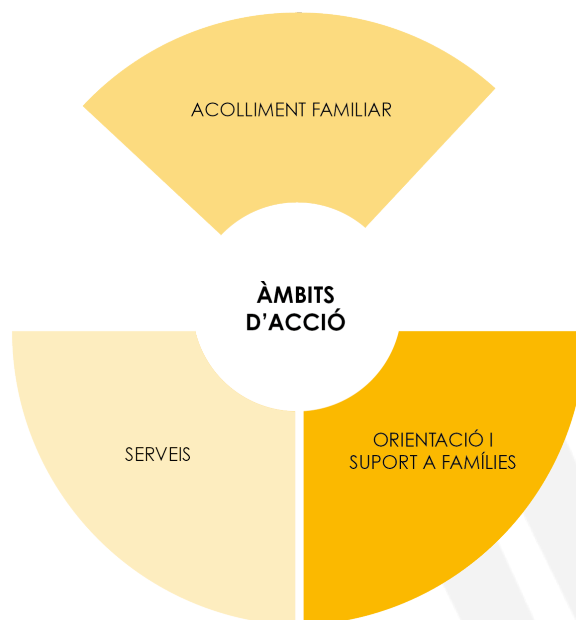 ACOLLIMENT FAMILIAR
ÀMBITS
D'ACCIÓ
SERVEIS
ORIENTACIÓ I
SUPORT A FAMÍLIES